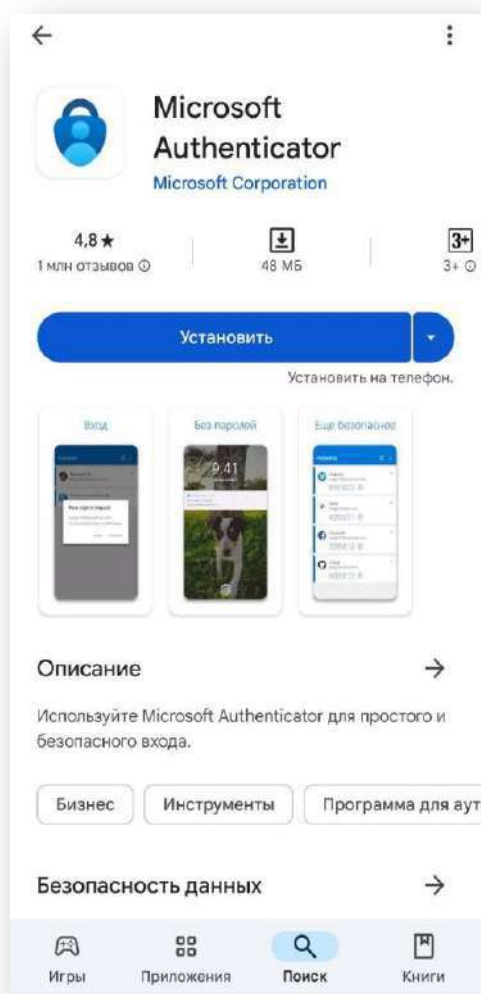 Microsoft
Authenticator
Microsoft Corporation
4,8 ★
1 млн отзывов
48 МБ
3+
3+
Установить
Установить на телефон.
Вход
Без паролей
Еще безопаснее
9:41
Описание
Используйте Microsoft Authenticator для простого и
безопасного входа.
Бизнес
Инструменты
Программа для аут
Безопасность данных
Игры
Приложения
Поиск
Книги